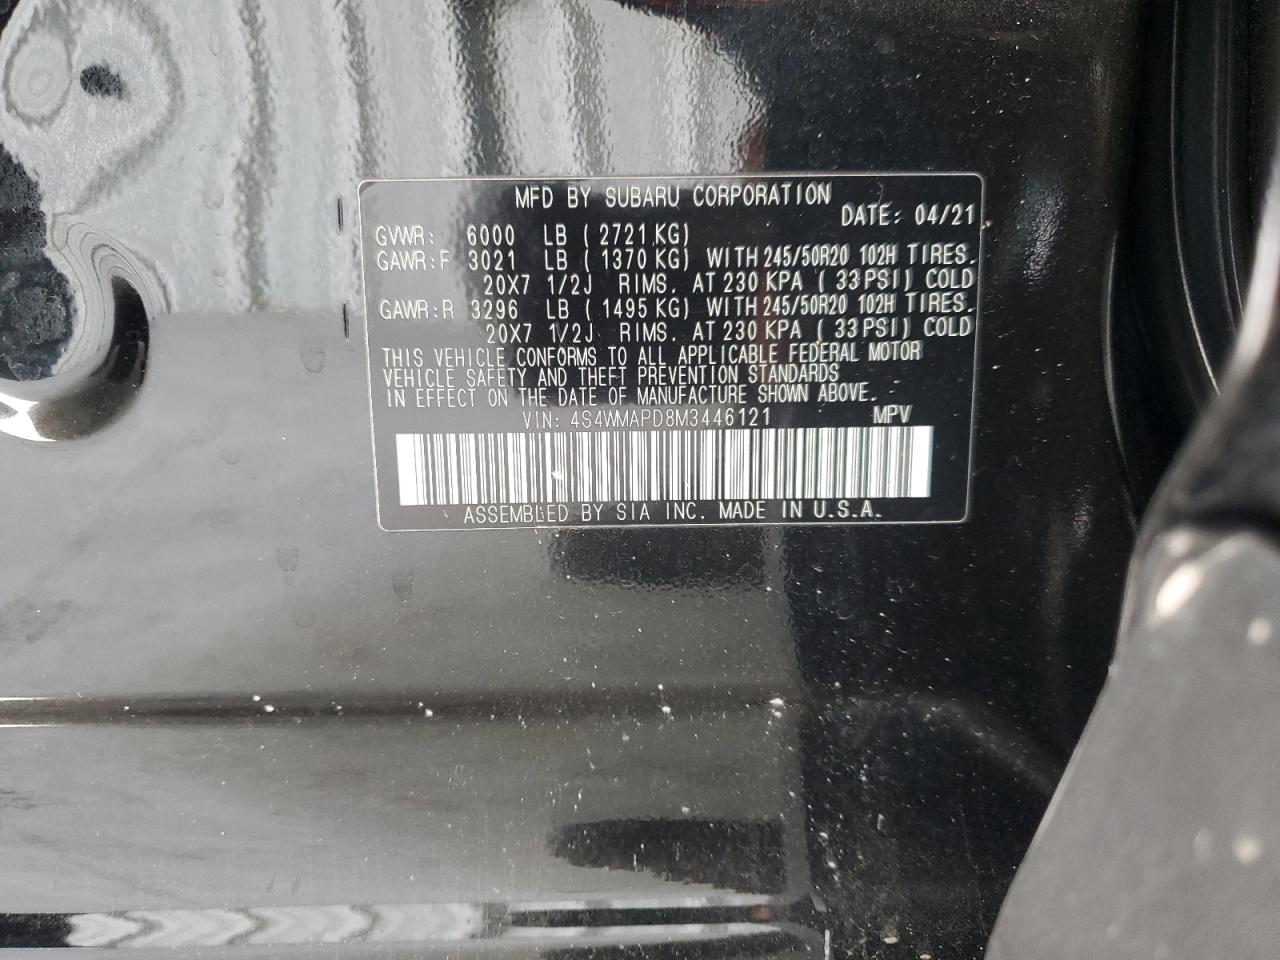 MFD BY SUBARU CORPORATION
DATE: 04/21
GVWR: 6000 LB ( 2721 KG)
GAWR:F 3021 LB ( 1370 KG) WITH 245/50R20 102H TIRES.
20X7 1/2J RIMS. AT 230 KPA ( 33 PSI) COLD
GAWR:R 3296 LB ( 1495 KG) WITH 245/50R20 102H TIRES.
20X7 1/2J RIMS. AT 230 KPA ( 33 PSI) COLD
THIS VEHICLE CONFORMS TO ALL APPLICABLE FEDERAL MOTOR
VEHICLE SAFETY AND THEFT PREVENTION STANDARDS
IN EFFECT ON THE DATE OF MANUFACTURE SHOWN ABOVE.
VIN: 4S4WMAPD8M3446121 MPV
ASSEMBLED BY SIA INC. MADE IN U.S.A.